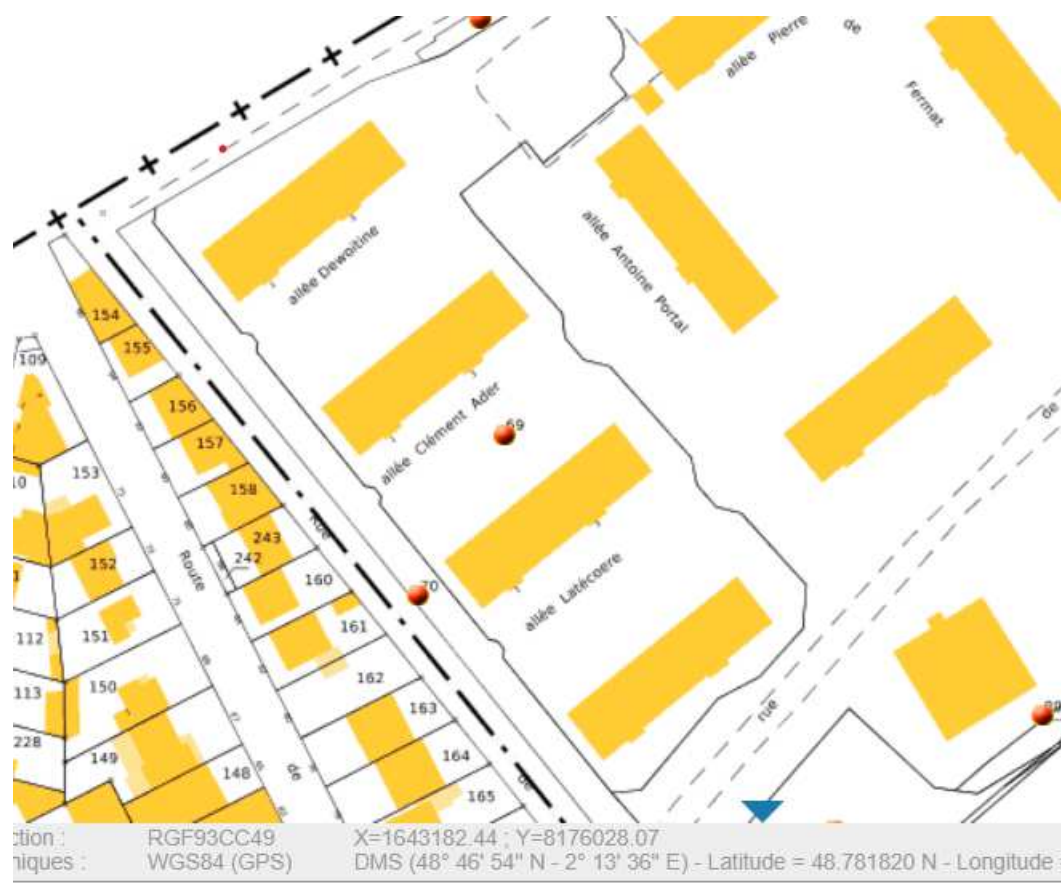 allée Pierre de
Fermat
allée Dewoitine
allée Antoine Portal
154
155
109
156
allée Clément Ader
69
157
153
10
158
243
242
Rue
152
Route
160
70
allée Latécoere
161
112
151
162
113
150
163
rue
de
228
149
164
148
de
165
de
ction : RGF93CC49 X=1643182.44 ; Y=8176028.07
niques : WGS84 (GPS) DMS (48° 46' 54" N - 2° 13' 36" E) - Latitude = 48.781820 N - Longitude